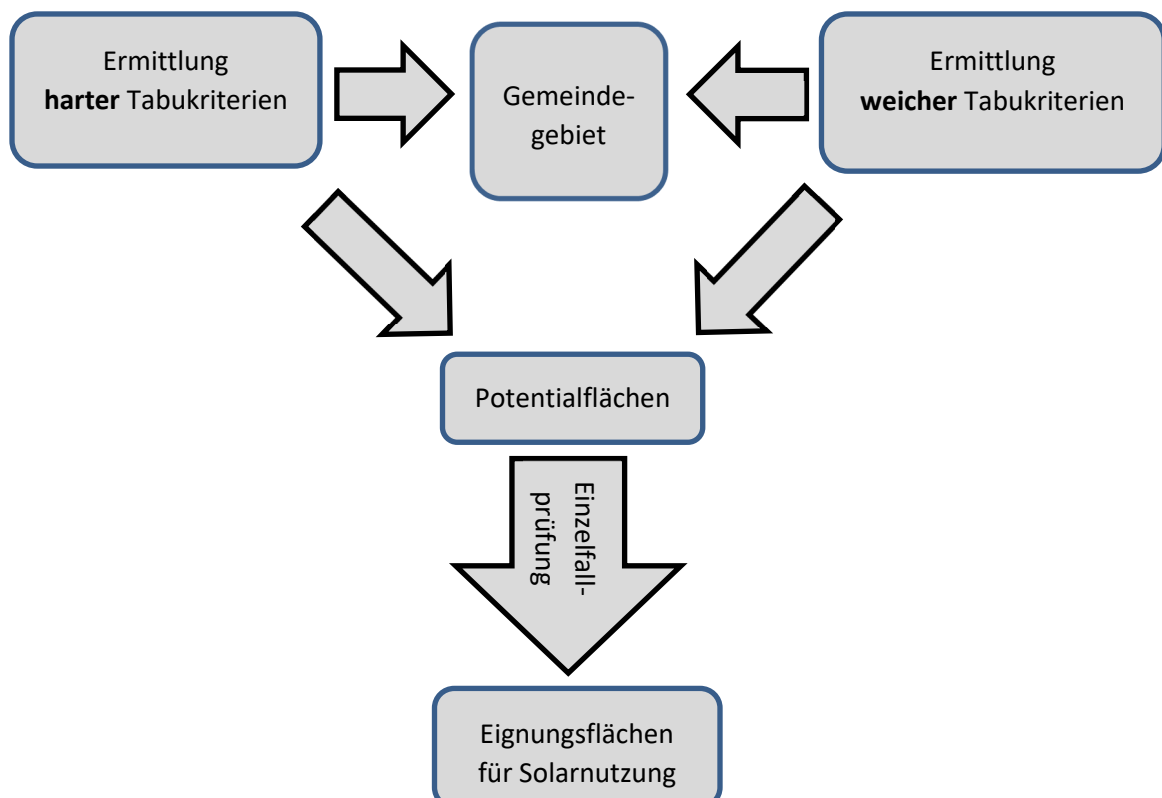 Ermittlung
harter Tabukriterien
Gemeinde-
gebiet
Ermittlung
weicher Tabukriterien
Potentialflächen
Einzelfall-
prüfung
Eignungsflächen
für Solarnutzung